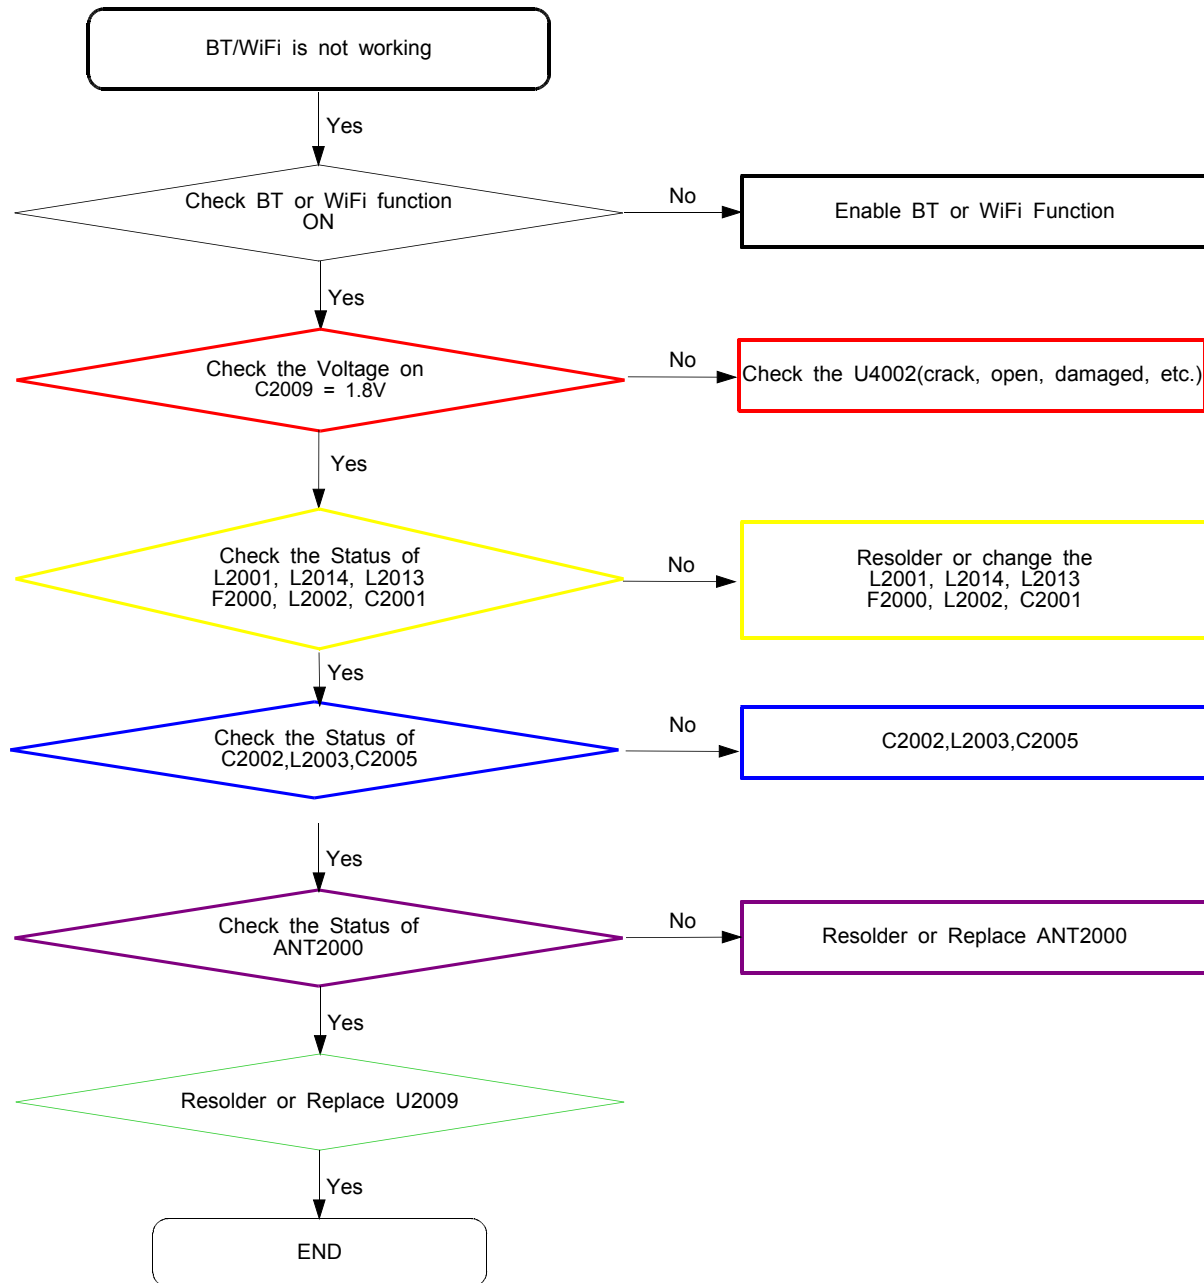 BT/WiFi is not working
Yes
Check BT or WiFi function
ON
No
Enable BT or WiFi Function
Yes
Check the Voltage on
C2009 = 1.8V
No
Check the U4002(crack, open, damaged, etc.)
Yes
Check the Status of
L2001, L2014, L2013
F2000, L2002, C2001
No
Resolder or change the
L2001, L2014, L2013
F2000, L2002, C2001
Yes
Check the Status of
C2002,L2003,C2005
No
C2002,L2003,C2005
Yes
Check the Status of
ANT2000
No
Resolder or Replace ANT2000
Yes
Resolder or Replace U2009
Yes
END